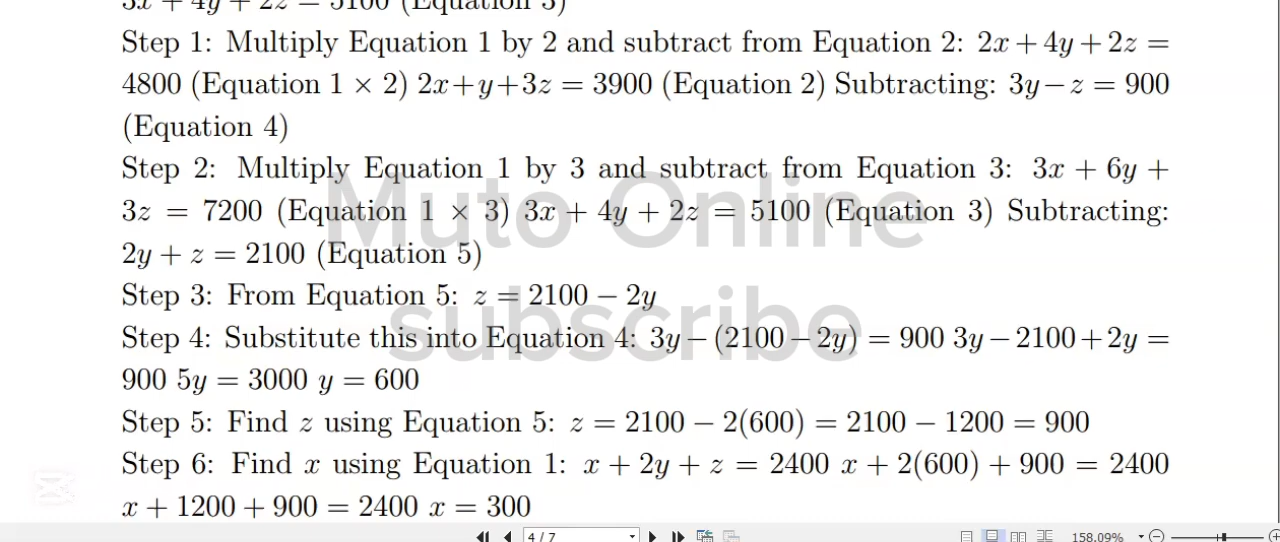 3x + 4y + 2z = 5100 (Equation 3)
Step 1: Multiply Equation 1 by 2 and subtract from Equation 2: 2x + 4y + 2z =
4800 (Equation 1 × 2) 2x+y+3z = 3900 (Equation 2) Subtracting: 3y − z = 900
(Equation 4)
Step 2: Multiply Equation 1 by 3 and subtract from Equation 3: 3x + 6y +
3z = 7200 (Equation 1 × 3) 3x + 4y + 2z = 5100 (Equation 3) Subtracting:
Muto Online
2y + z = 2100 (Equation 5)
Step 3: From Equation 5: z = 2100 − 2y
subscribe
Step 4: Substitute this into Equation 4: 3y − (2100 − 2y) = 900 3y − 2100 + 2y =
900 5y = 3000 y = 600
Step 5: Find z using Equation 5: z = 2100 − 2(600) = 2100 − 1200 = 900
Step 6: Find x using Equation 1: x + 2y + z = 2400 x + 2(600) + 900 = 2400
x + 1200 + 900 = 2400 x = 300
4 / 7 158.09%